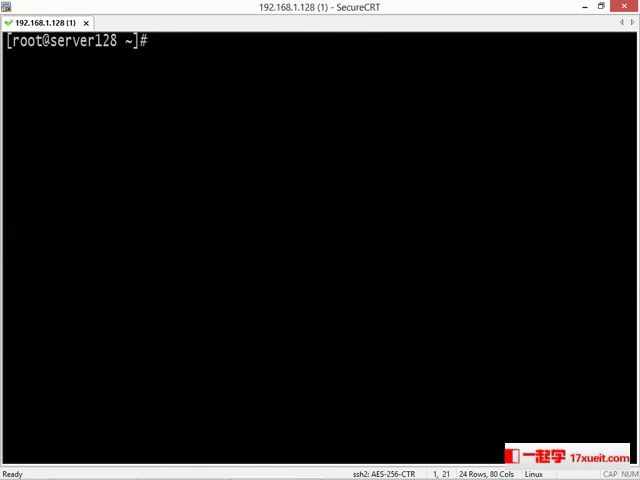 192.168.1.128 (1) - SecureCRT
192.168.1.128 (1)
[root@server128 ~]#
一起学 17xueit.com
Ready ssh2: AES-256-CTR 1, 21 24 Rows, 80 Cols Linux CAP NUM